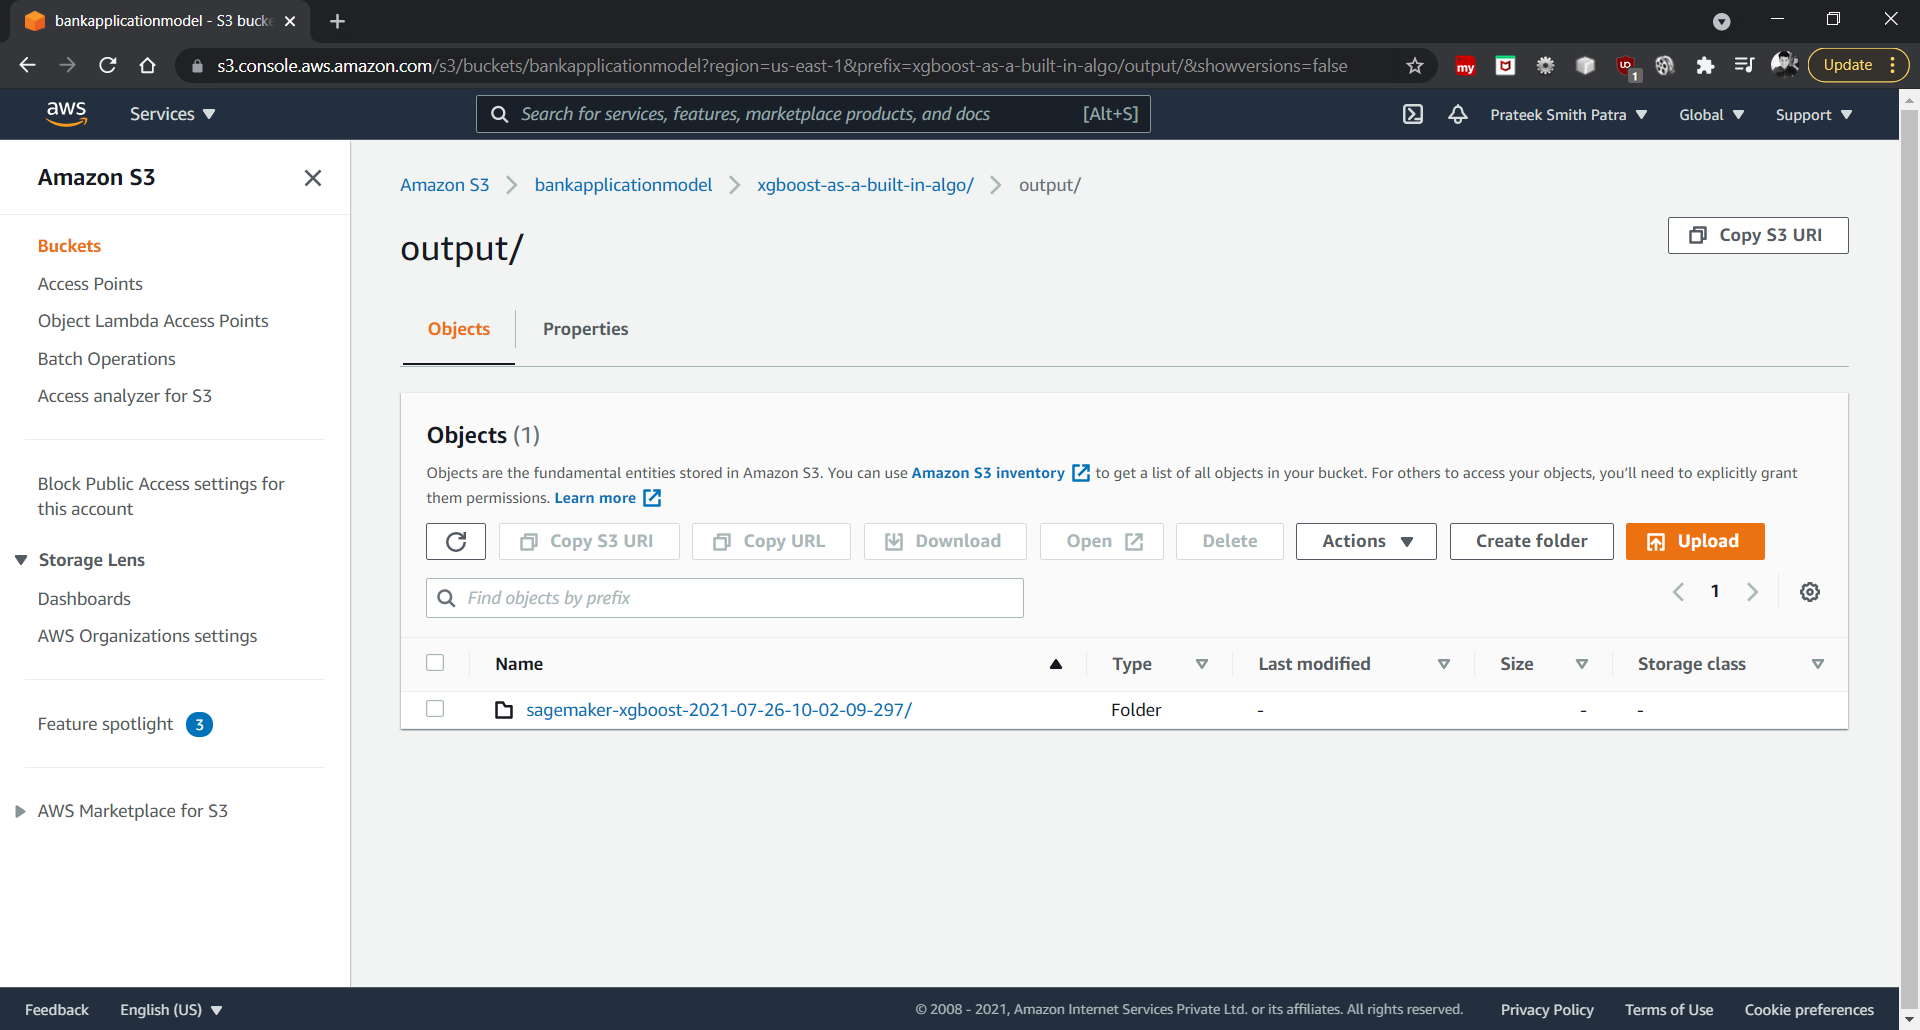 bankapplicationmodel - S3 bucke
s3.console.aws.amazon.com/s3/buckets/bankapplicationmodel?region=us-east-1&prefix=xgboost-as-a-built-in-algo/output/&showversions=false
my
1
Update
aws
Services
Search for services, features, marketplace products, and docs
[Alt+S]
Prateek Smith Patra
Global
Support
Amazon S3
Buckets
Access Points
Object Lambda Access Points
Batch Operations
Access analyzer for S3
Block Public Access settings for
this account
Storage Lens
Dashboards
AWS Organizations settings
Feature spotlight 3
AWS Marketplace for S3
Amazon S3 > bankapplicationmodel > xgboost-as-a-built-in-algo/ > output/
output/
Copy S3 URI
Objects
Properties
Objects (1)
Objects are the fundamental entities stored in Amazon S3. You can use Amazon S3 inventory to get a list of all objects in your bucket. For others to access your objects, you'll need to explicitly grant
them permissions. Learn more
Copy S3 URI
Copy URL
Download
Open
Delete
Actions
Create folder
Upload
Find objects by prefix
1
Name Type Last modified Size Storage class
sagemaker-xgboost-2021-07-26-10-02-09-297/ Folder - - -
Feedback
English (US)
© 2008 - 2021, Amazon Internet Services Private Ltd. or its affiliates. All rights reserved.
Privacy Policy
Terms of Use
Cookie preferences